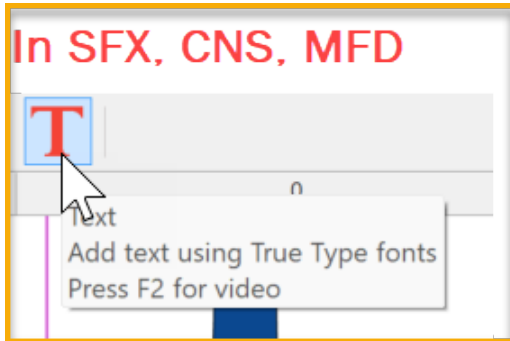 In SFX, CNS, MFD
T
0
Text
Add text using True Type fonts
Press F2 for video